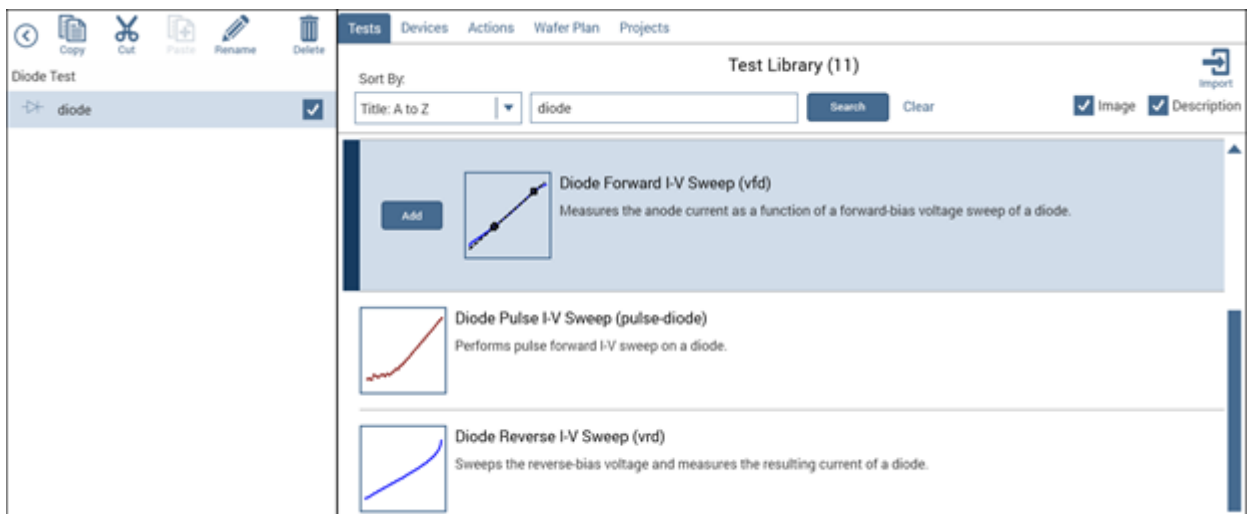 Copy Cut Paste Rename Delete
Diode Test
diode
Tests Devices Actions Wafer Plan Projects
Test Library (11)
Import
Sort By:
Title: A to Z diode Search Clear Image Description
Add
Diode Forward I-V Sweep (vfd)
Measures the anode current as a function of a forward-bias voltage sweep of a diode.
Diode Pulse I-V Sweep (pulse-diode)
Performs pulse forward I-V sweep on a diode.
Diode Reverse I-V Sweep (vrd)
Sweeps the reverse-bias voltage and measures the resulting current of a diode.